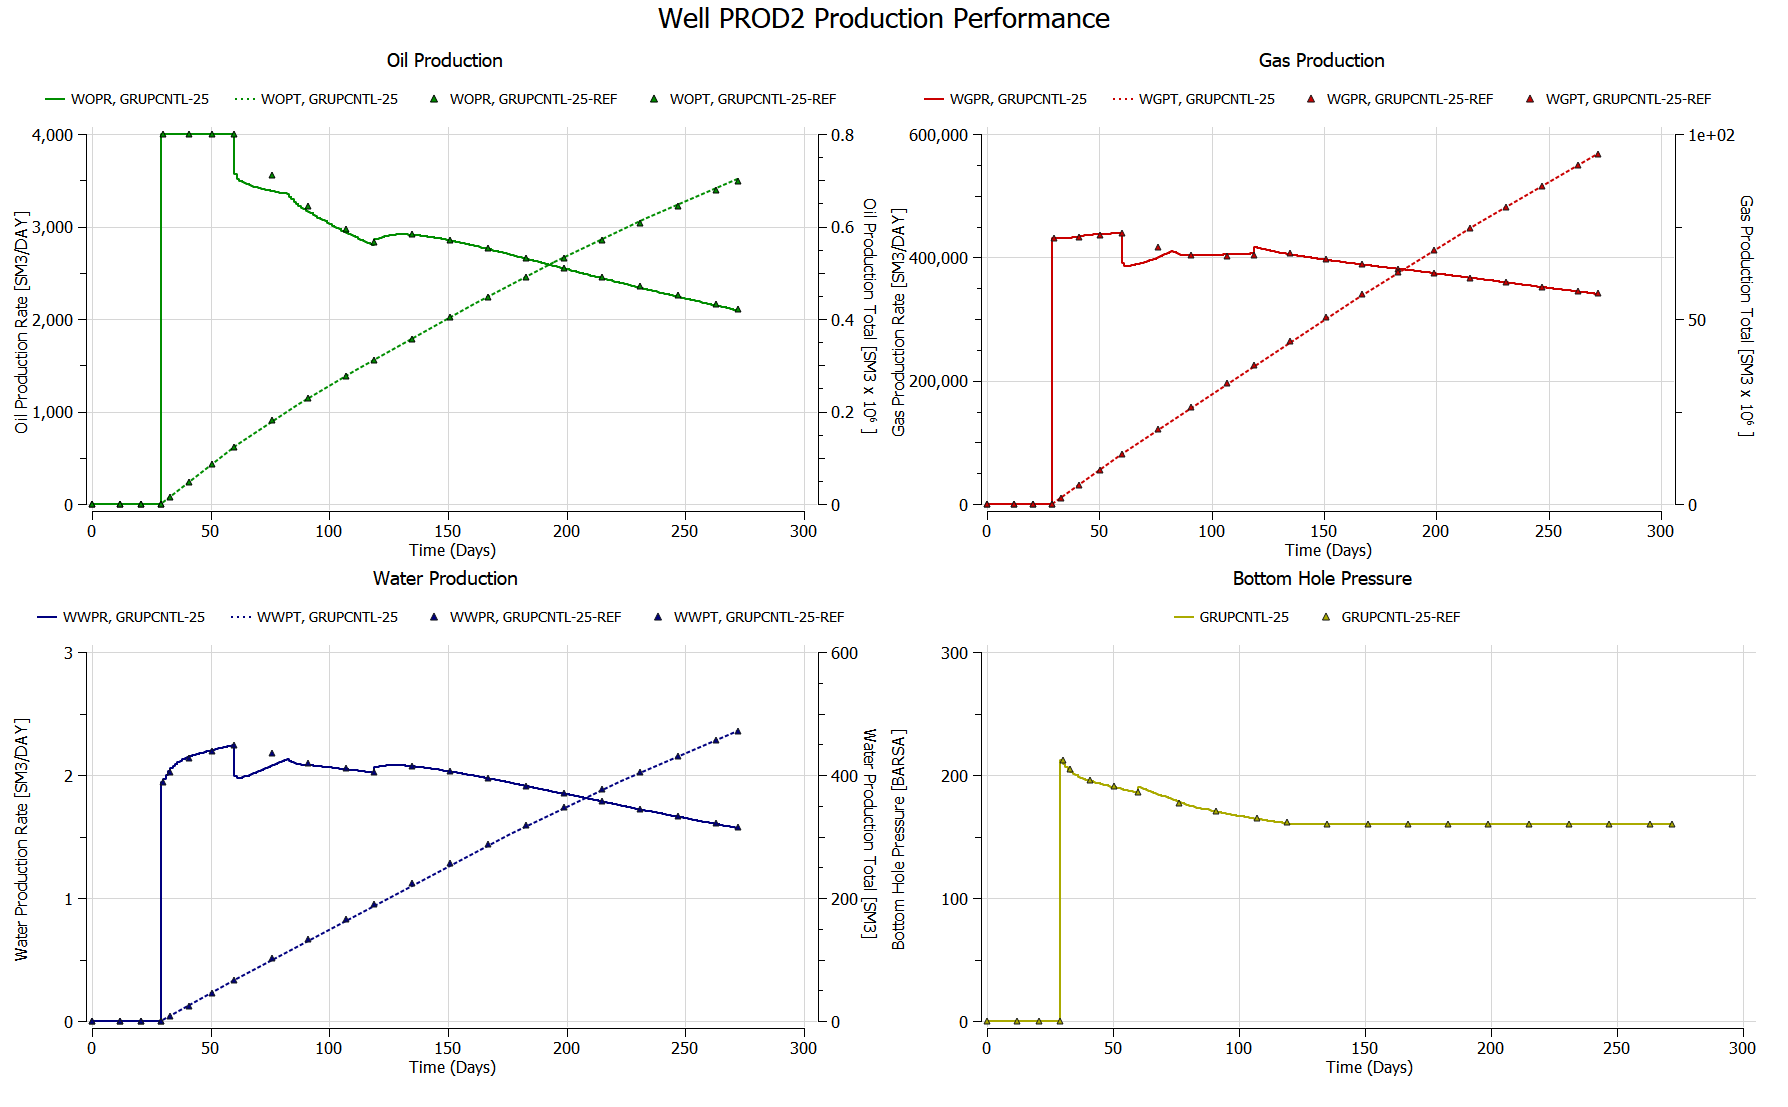 Well PROD2 Production Performance
Oil Production
WOPR, GRUPCNTL-25 WOPT, GRUPCNTL-25 WOPR, GRUPCNTL-25-REF WOPT, GRUPCNTL-25-REF
Oil Production Rate [SM3/DAY]
4,000
3,000
2,000
1,000
0
0.8
0.6
0.4
0.2
0
Oil Production Total [SM3 x 10⁶ ]
0 50 100 150 200 250 300
Time (Days)
Gas Production
WGPR, GRUPCNTL-25 WGPT, GRUPCNTL-25 WGPR, GRUPCNTL-25-REF WGPT, GRUPCNTL-25-REF
Gas Production Rate [SM3/DAY]
600,000
400,000
200,000
0
1e+02
50
0
Gas Production Total [SM3 x 10⁶ ]
0 50 100 150 200 250 300
Time (Days)
Water Production
WWPR, GRUPCNTL-25 WWPT, GRUPCNTL-25 WWPR, GRUPCNTL-25-REF WWPT, GRUPCNTL-25-REF
Water Production Rate [SM3/DAY]
3
2
1
0
600
400
200
0
Water Production Total [SM3]
0 50 100 150 200 250 300
Time (Days)
Bottom Hole Pressure
GRUPCNTL-25 GRUPCNTL-25-REF
Bottom Hole Pressure [BARSA]
300
200
100
0
0 50 100 150 200 250 300
Time (Days)